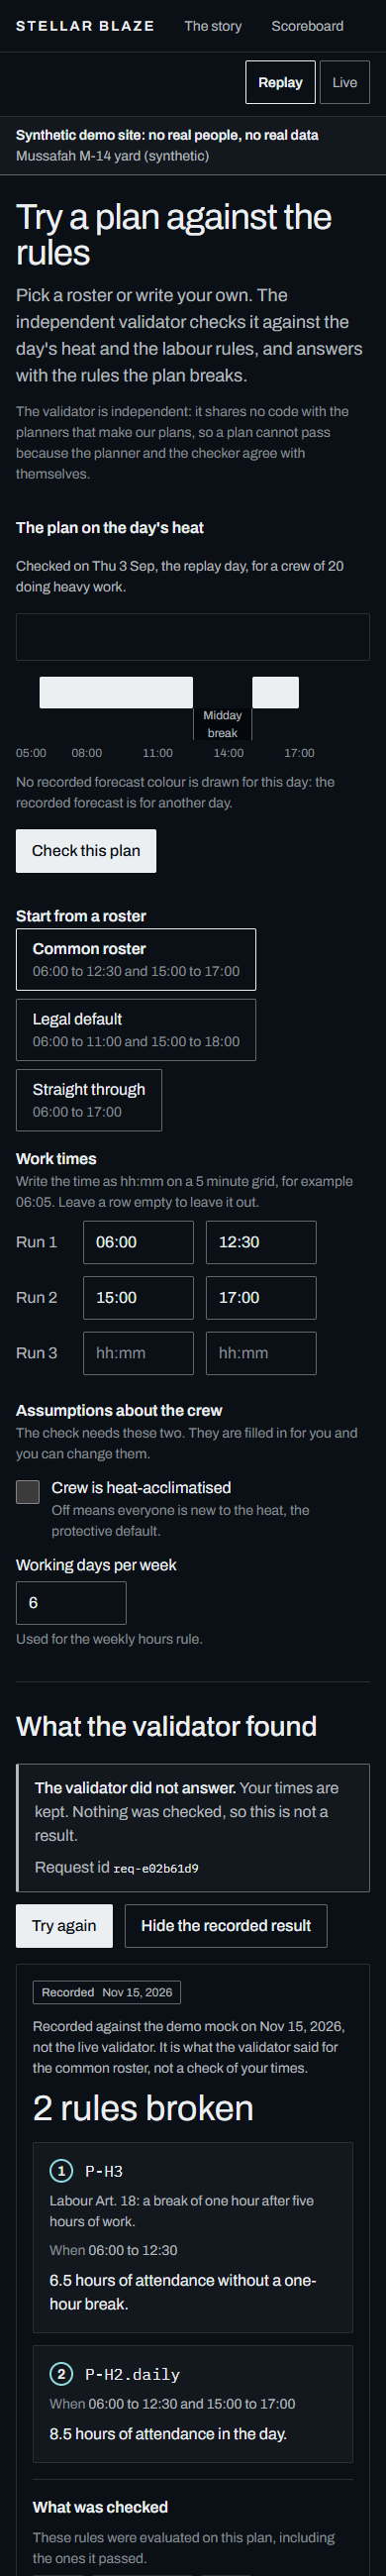 STELLAR BLAZE The story Scoreboard
Replay Live
Synthetic demo site: no real people, no real data
Mussafah M-14 yard (synthetic)
Try a plan against the
rules
Pick a roster or write your own. The
independent validator checks it against the
day's heat and the labour rules, and answers
with the rules the plan breaks.
The validator is independent: it shares no code with the
planners that make our plans, so a plan cannot pass
because the planner and the checker agree with
themselves.
The plan on the day's heat
Checked on Thu 3 Sep, the replay day, for a crew of 20
doing heavy work.
Midday
break
05:00 08:00 11:00 14:00 17:00
No recorded forecast colour is drawn for this day: the
recorded forecast is for another day.
Check this plan
Start from a roster
Common roster
06:00 to 12:30 and 15:00 to 17:00
Legal default
06:00 to 11:00 and 15:00 to 18:00
Straight through
06:00 to 17:00
Work times
Write the time as hh:mm on a 5 minute grid, for example
06:05. Leave a row empty to leave it out.
Run 1 06:00 12:30
Run 2 15:00 17:00
Run 3 hh:mm hh:mm
Assumptions about the crew
The check needs these two. They are filled in for you and
you can change them.
Crew is heat-acclimatised
Off means everyone is new to the heat, the
protective default.
Working days per week
6
Used for the weekly hours rule.
What the validator found
The validator did not answer. Your times are
kept. Nothing was checked, so this is not a
result.
Request id req-e02b61d9
Try again Hide the recorded result
Recorded Nov 15, 2026
Recorded against the demo mock on Nov 15, 2026,
not the live validator. It is what the validator said for
the common roster, not a check of your times.
2 rules broken
1 P-H3
Labour Art. 18: a break of one hour after five
hours of work.
When 06:00 to 12:30
6.5 hours of attendance without a one-
hour break.
2 P-H2.daily
When 06:00 to 12:30 and 15:00 to 17:00
8.5 hours of attendance in the day.
What was checked
These rules were evaluated on this plan, including
the ones it passed.